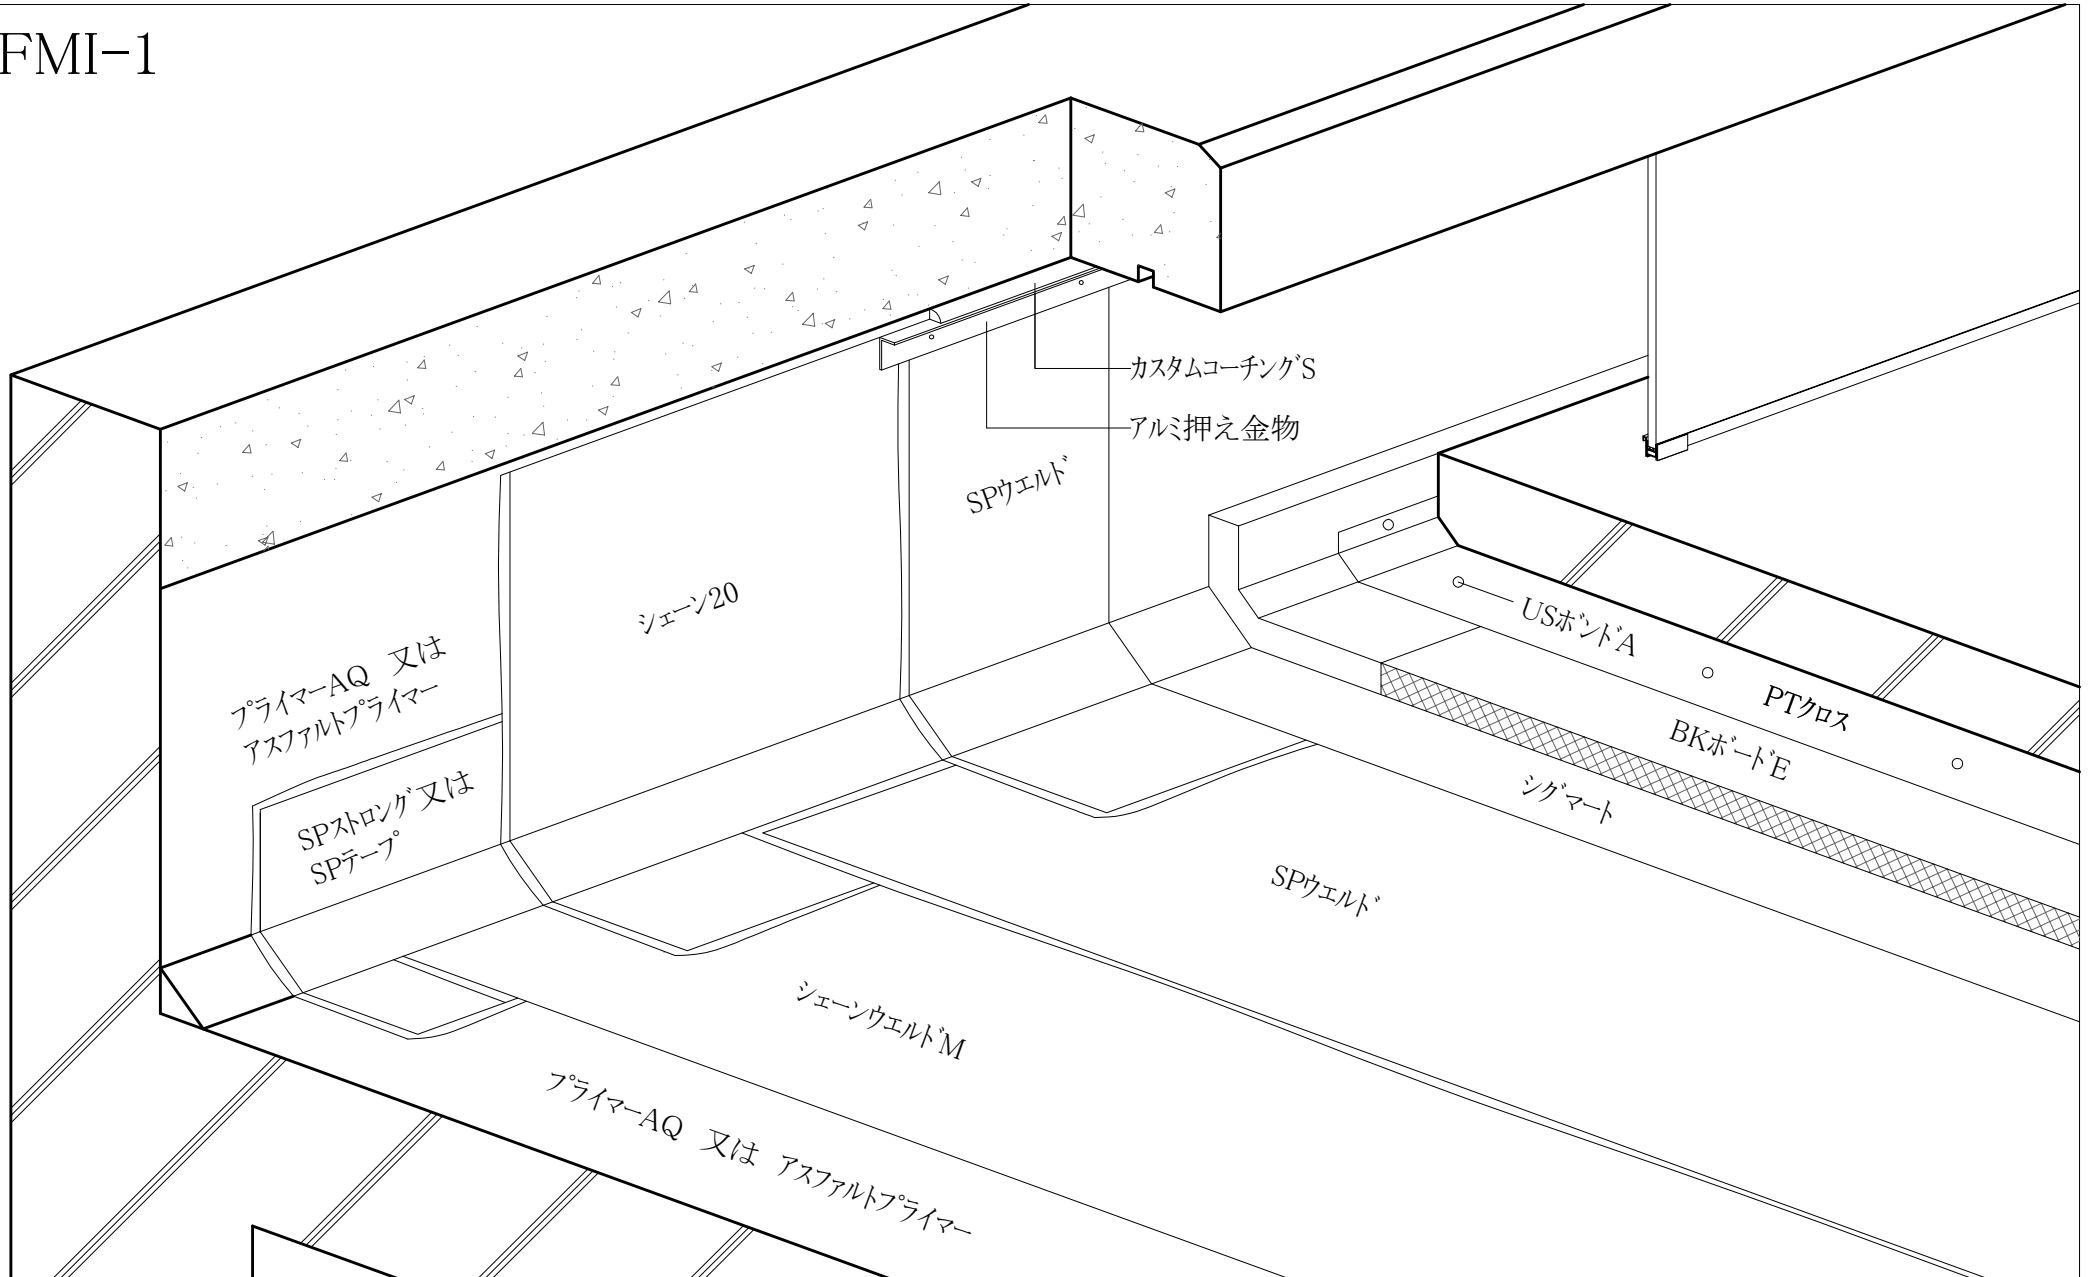 FMI-1
カスタムコーチングS
アルミ押え金物
SPウェルド
シェーン20
USボンドA
PTクロス
BKボードE
シグマート
プライマーAQ 又は
アスファルトプライマー
SPストロング又は
SPテープ
SPウエルド
シェーンウエルドM
プライマーAQ 又は アスファルトプライマー